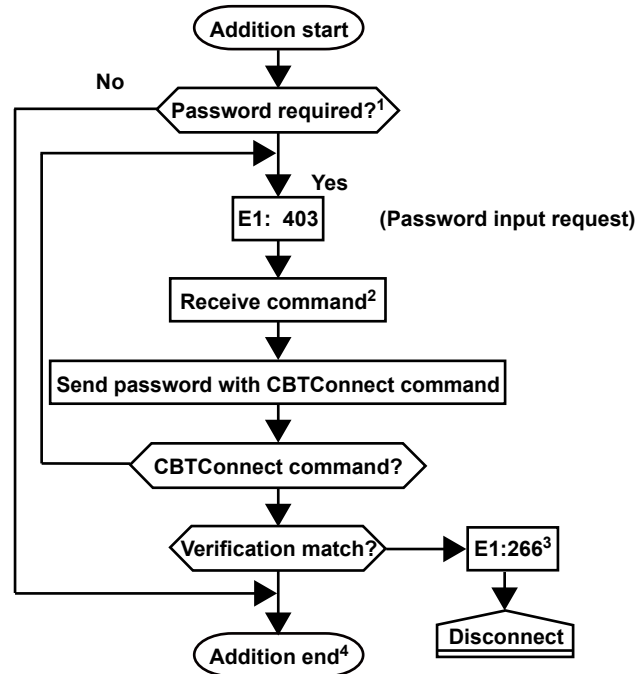 Addition start
No
Password required?1
Yes
E1: 403
(Password input request)
Receive command2
Send password with CBTConnect command
CBTConnect command?
Verification match?
E1:2663
Disconnect
Addition end4